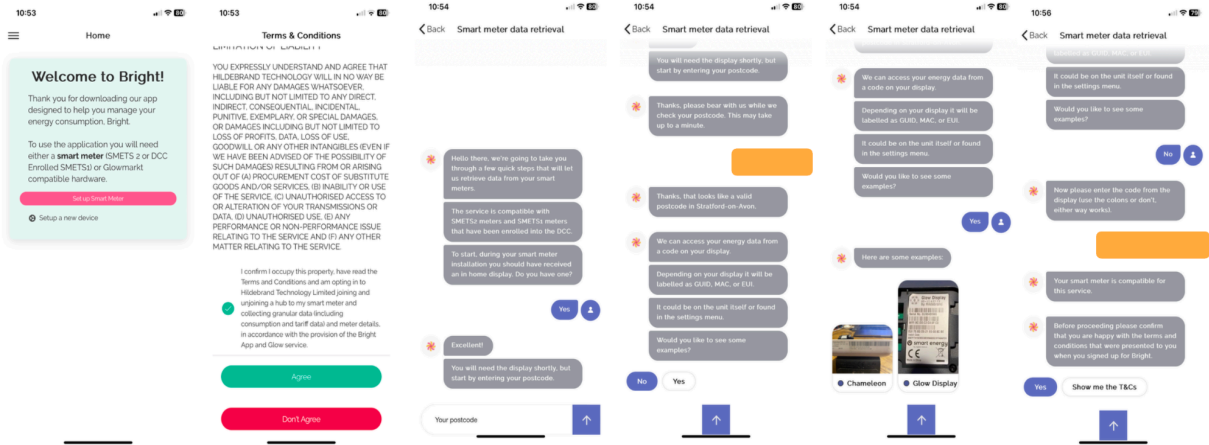 10:53
80
Home
Welcome to Bright!
Thank you for downloading our app
designed to help you manage your
energy consumption, Bright.
To use the application you will need
either a smart meter (SMETS 2 or DCC
Enrolled SMETS1) or Glowmarkt
compatible hardware.
Set up Smart Meter
Setup a new device
10:53
80
Terms & Conditions
LIMITATION OF LIABILITY
YOU EXPRESSLY UNDERSTAND AND AGREE THAT
HILDEBRAND TECHNOLOGY WILL IN NO WAY BE
LIABLE FOR ANY DAMAGES WHATSOEVER,
INCLUDING BUT NOT LIMITED TO ANY DIRECT,
INDIRECT, CONSEQUENTIAL, INCIDENTAL,
PUNITIVE, EXEMPLARY, OR SPECIAL DAMAGES,
OR DAMAGES INCLUDING BUT NOT LIMITED TO
LOSS OF PROFITS, DATA, LOSS OF USE,
GOODWILL OR ANY OTHER INTANGIBLES (EVEN IF
WE HAVE BEEN ADVISED OF THE POSSIBILITY OF
SUCH DAMAGES) RESULTING FROM OR ARISING
OUT OF (A) PROCUREMENT COST OF SUBSTITUTE
GOODS AND/OR SERVICES, (B) INABILITY OR USE
OF THE SERVICE, (C) UNAUTHORISED ACCESS TO
OR ALTERATION OF YOUR TRANSMISSIONS OR
DATA, (D) UNAUTHORISED USE, (E) ANY
PERFORMANCE OR NON-PERFORMANCE ISSUE
RELATING TO THE SERVICE AND (F) ANY OTHER
MATTER RELATING TO THE SERVICE.
I confirm I occupy this property, have read the
Terms and Conditions and am opting in to
Hildebrand Technology Limited joining and
unjoining a hub to my smart meter and
collecting granular data (including
consumption and tariff data) and meter details,
in accordance with the provision of the Bright
App and Glow service.
Agree
Don't Agree
10:54
80
Back
Smart meter data retrieval
Hello there, we're going to take you
through a few quick steps that will let
us retrieve data from your smart
meters.
The service is compatible with
SMETS2 meters and SMETS1 meters
that have been enrolled into the DCC.
To start, during your smart meter
installation you should have received
an in home display. Do you have one?
Yes
Excellent!
You will need the display shortly, but
start by entering your postcode.
Your postcode
10:54
80
Back
Smart meter data retrieval
You will need the display shortly, but
start by entering your postcode.
Thanks, please bear with us while we
check your postcode. This may take
up to a minute.
Thanks, that looks like a valid
postcode in Stratford-on-Avon.
We can access your energy data from
a code on your display.
Depending on your display it will be
labelled as GUID, MAC, or EUI.
It could be on the unit itself or found
in the settings menu.
Would you like to see some
examples?
No
Yes
10:54
80
Back
Smart meter data retrieval
We can access your energy data from
a code on your display.
Depending on your display it will be
labelled as GUID, MAC, or EUI.
It could be on the unit itself or found
in the settings menu.
Would you like to see some
examples?
Yes
Here are some examples:
Glow Display
smart energy
Chameleon
Glow Display
10:56
79
Back
Smart meter data retrieval
labelled as GUID, MAC, or EUI.
It could be on the unit itself or found
in the settings menu.
Would you like to see some
examples?
No
Now please enter the code from the
display (use the colons or don't,
either way works).
Your smart meter is compatible for
this service.
Before proceeding please confirm
that you are happy with the terms and
conditions that were presented to you
when you signed up for Bright.
Yes
Show me the T&Cs